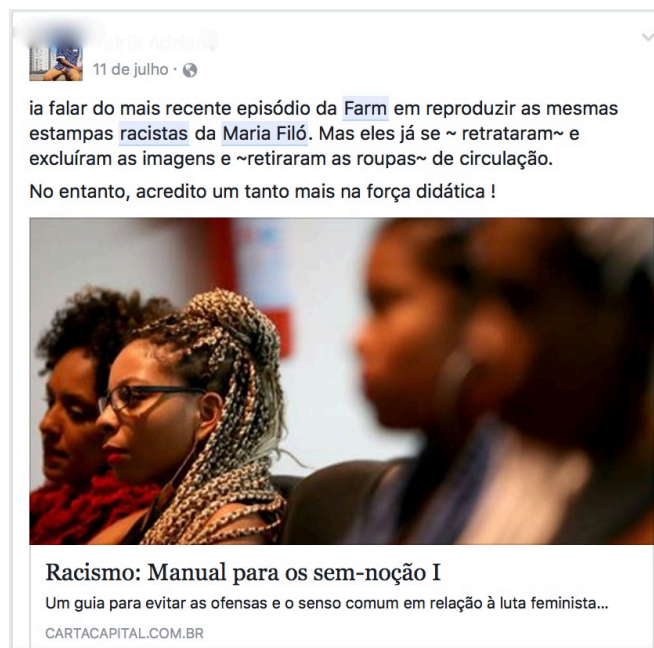 11 de julho ·
ia falar do mais recente episódio da Farm em reproduzir as mesmas
estampas racistas da Maria Filó. Mas eles já se ~ retrataram~ e
excluíram as imagens e ~retiraram as roupas~ de circulação.
No entanto, acredito um tanto mais na força didática !
Racismo: Manual para os sem-noção I
Um guia para evitar as ofensas e o senso comum em relação à luta feminista...
CARTACAPITAL.COM.BR